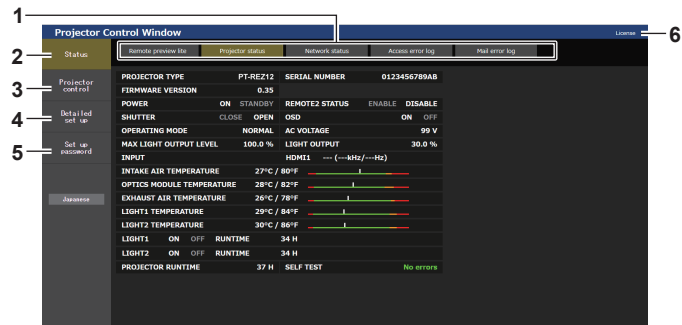 1
Projector Control Window
License
6
2
Status
Remote preview lite
Projector status
Network status
Access error log
Mail error log
3
Projector
control
4
Detailed
set up
5
Set up
password
Japanese
PROJECTOR TYPE PT-REZ12 SERIAL NUMBER 0123456789AB
FIRMWARE VERSION 0.35
POWER ON STANDBY REMOTE2 STATUS ENABLE DISABLE
SHUTTER CLOSE OPEN OSD ON OFF
OPERATING MODE NORMAL AC VOLTAGE 99 V
MAX LIGHT OUTPUT LEVEL 100.0 % LIGHT OUTPUT 30.0 %
INPUT HDMI1 --- (---kHz/---Hz)
INTAKE AIR TEMPERATURE 27°C / 80°F
OPTICS MODULE TEMPERATURE 28°C / 82°F
EXHAUST AIR TEMPERATURE 26°C / 78°F
LIGHT1 TEMPERATURE 29°C / 84°F
LIGHT2 TEMPERATURE 30°C / 86°F
LIGHT1 ON OFF RUNTIME 34 H
LIGHT2 ON OFF RUNTIME 34 H
PROJECTOR RUNTIME 37 H SELF TEST No errors